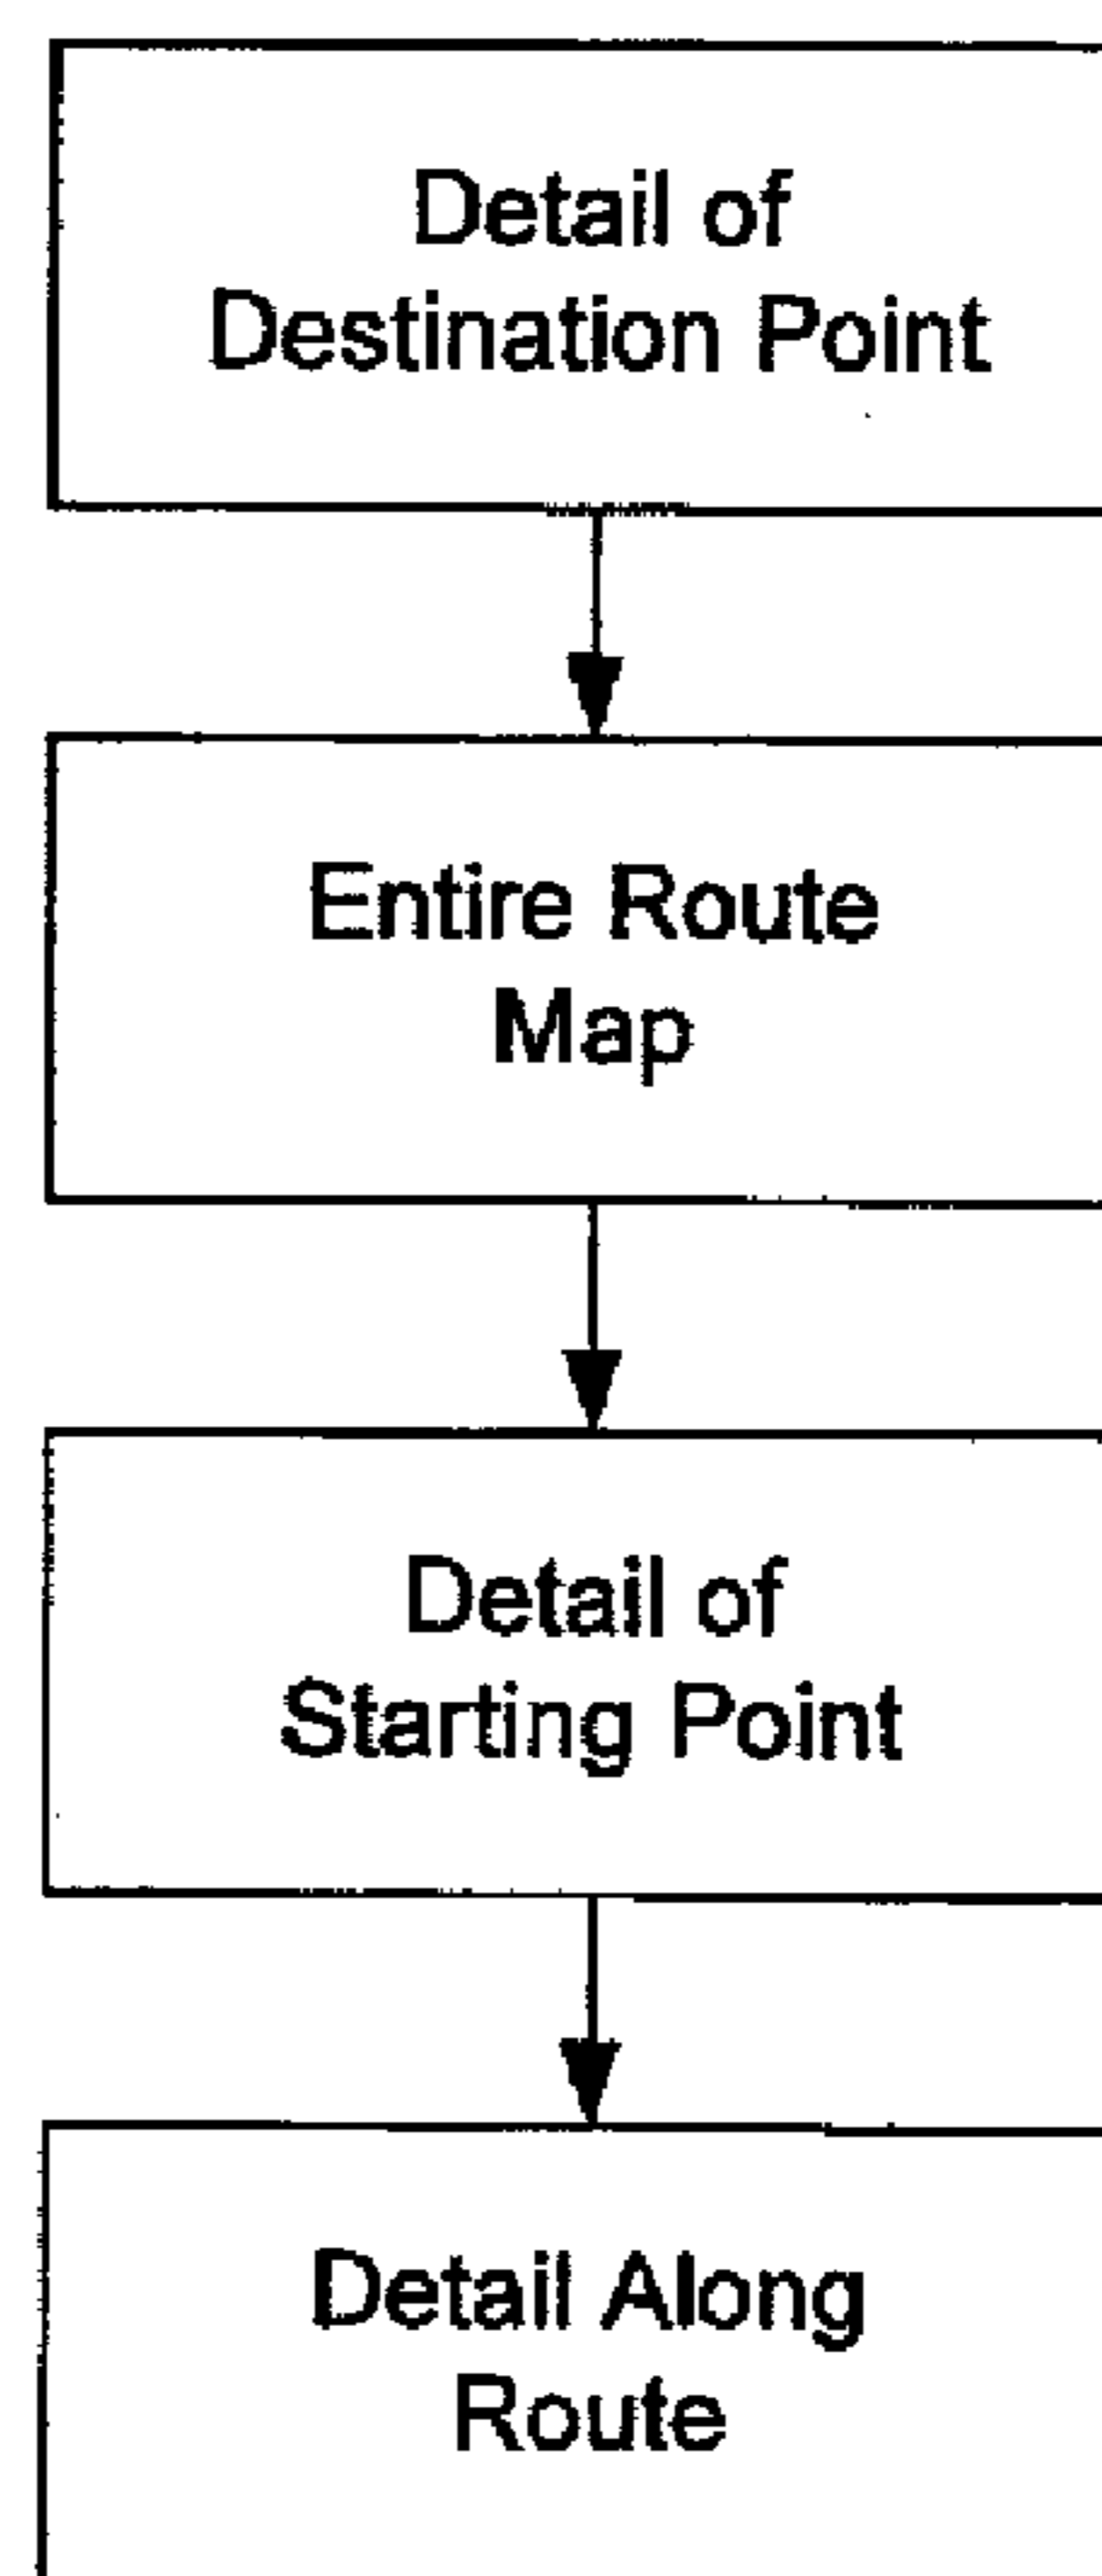 Detail of
Destination Point
Entire Route
Map
Detail of
Starting Point
Detail Along
Route